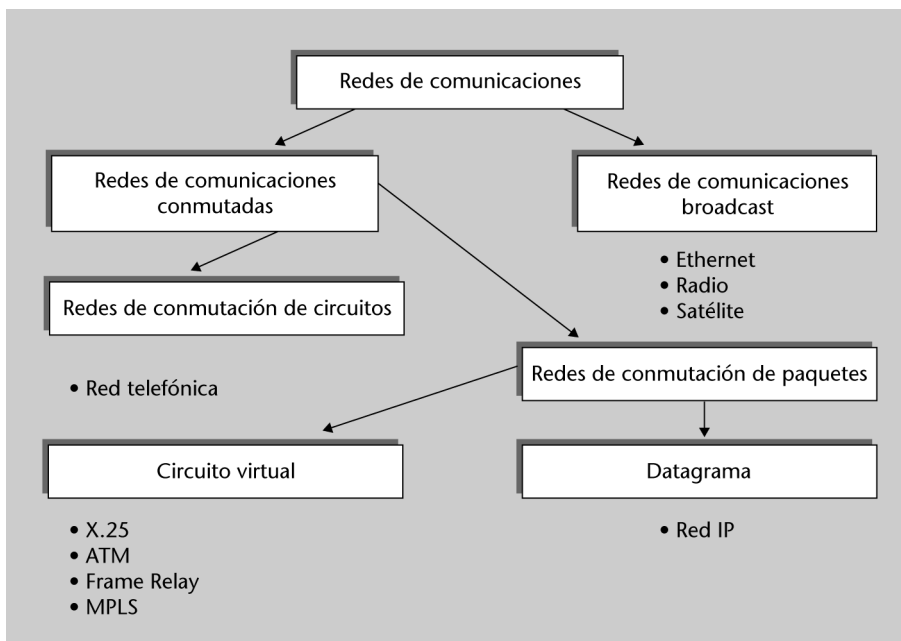 Redes de comunicaciones
Redes de comunicaciones
conmutadas
Redes de comunicaciones
broadcast
• Ethernet
• Radio
• Satélite
Redes de conmutación de circuitos
• Red telefónica
Redes de conmutación de paquetes
Circuito virtual
• X.25
• ATM
• Frame Relay
• MPLS
Datagrama
• Red IP